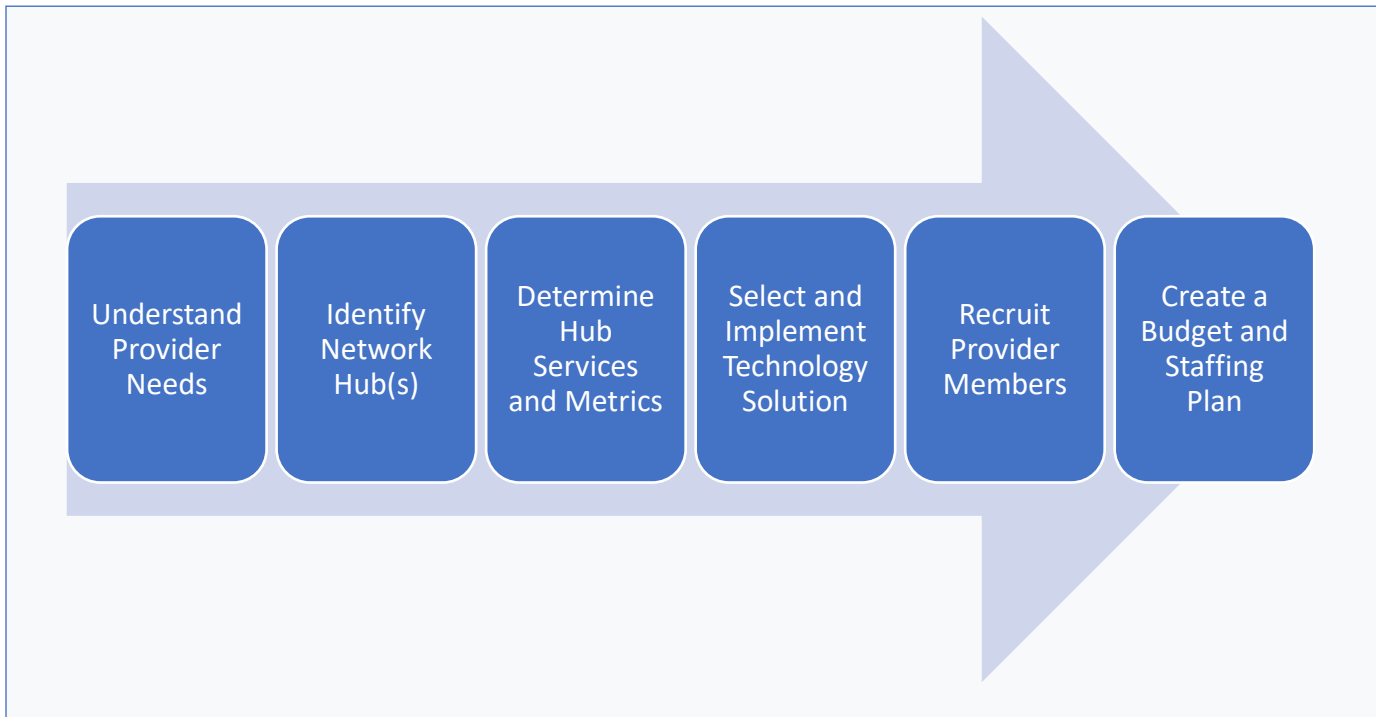 Understand
Provider
Needs
Identify
Network
Hub(s)
Determine
Hub
Services
and Metrics
Select and
Implement
Technology
Solution
Recruit
Provider
Members
Create a
Budget and
Staffing
Plan